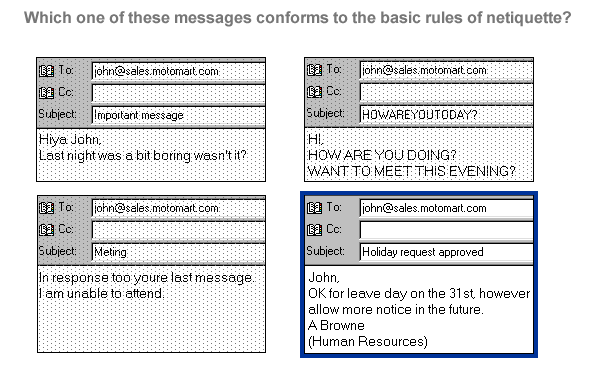 Which one of these messages conforms to the basic rules of netiquette?
To: john@sales.motomart.com
Cc:
Subject: Important message
Hiya John,
Last night was a bit boring wasn't it?
To: john@sales.motomart.com
Cc:
Subject: HOWAREYOUTODAY?
HI,
HOW ARE YOU DOING?
WANT TO MEET THIS EVENING?
To: john@sales.motomart.com
Cc:
Subject: Meting
In response too youre last message.
I am unable to attend.
To: john@sales.motomart.com
Cc:
Subject: Holiday request approved
John,
OK for leave day on the 31st, however
allow more notice in the future.
A Browne
(Human Resources)